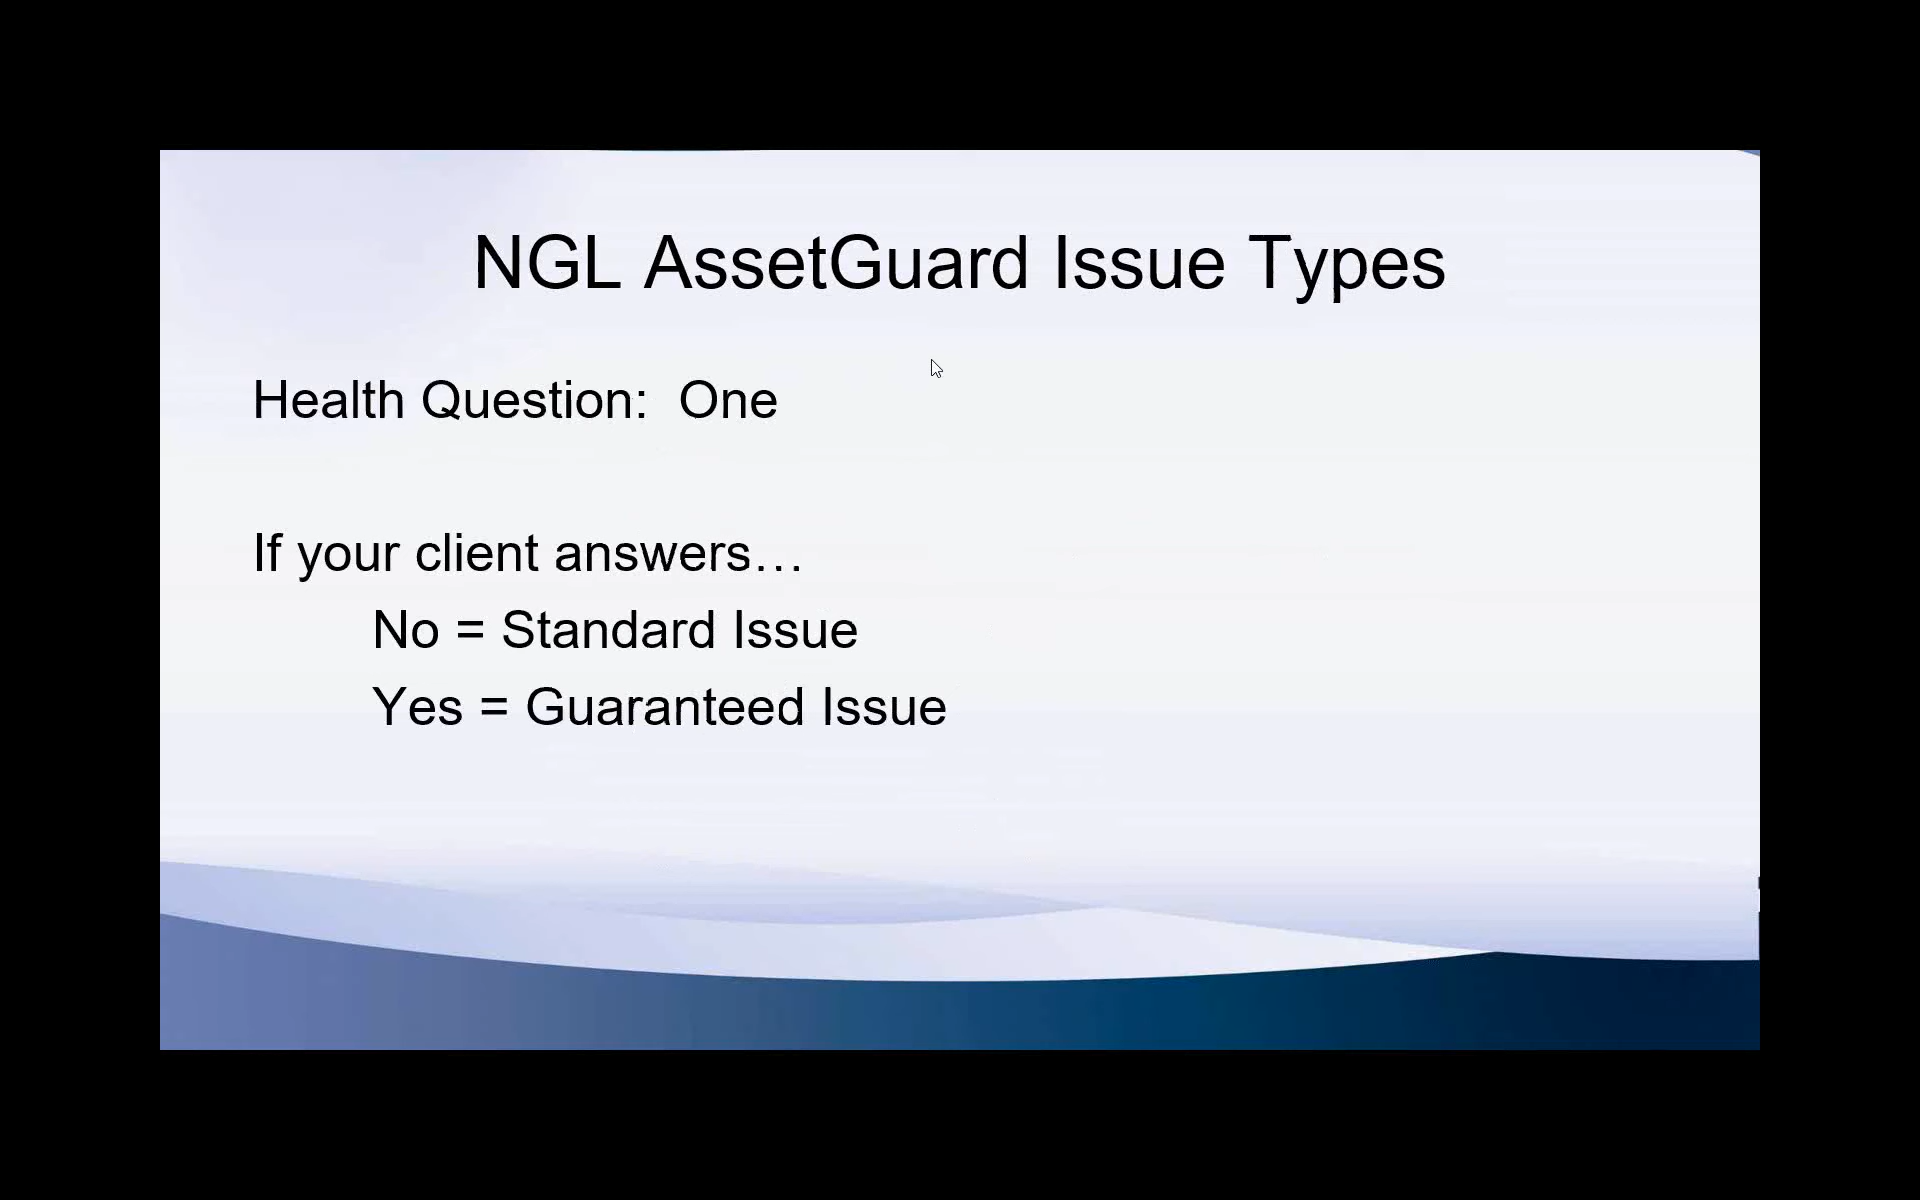 NGL AssetGuard Issue Types
Health Question:  One
If your client answers…
No = Standard Issue
Yes = Guaranteed Issue